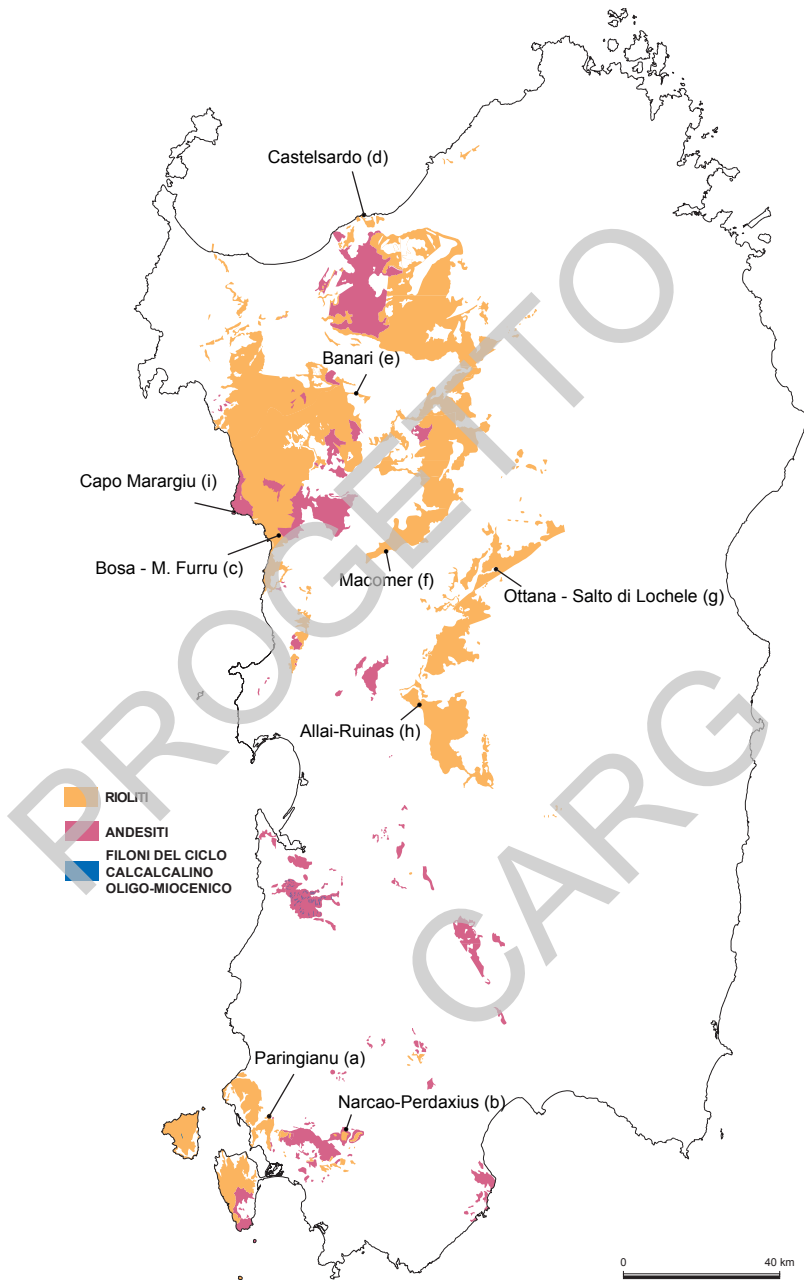 Castelsardo (d)
Banari (e)
Capo Marargiu (i)
Bosa - M. Furru (c)
Macomer (f)
Ottana - Salto di Lochele (g)
Allai-Ruinas (h)
RIOLITI
ANDESITI
FILONI DEL CICLO
CALCALCALINO
OLIGO-MIOCENICO
Paringianu (a)
Narcao-Perdaxius (b)
0 40 km
PROGETTO
CARG